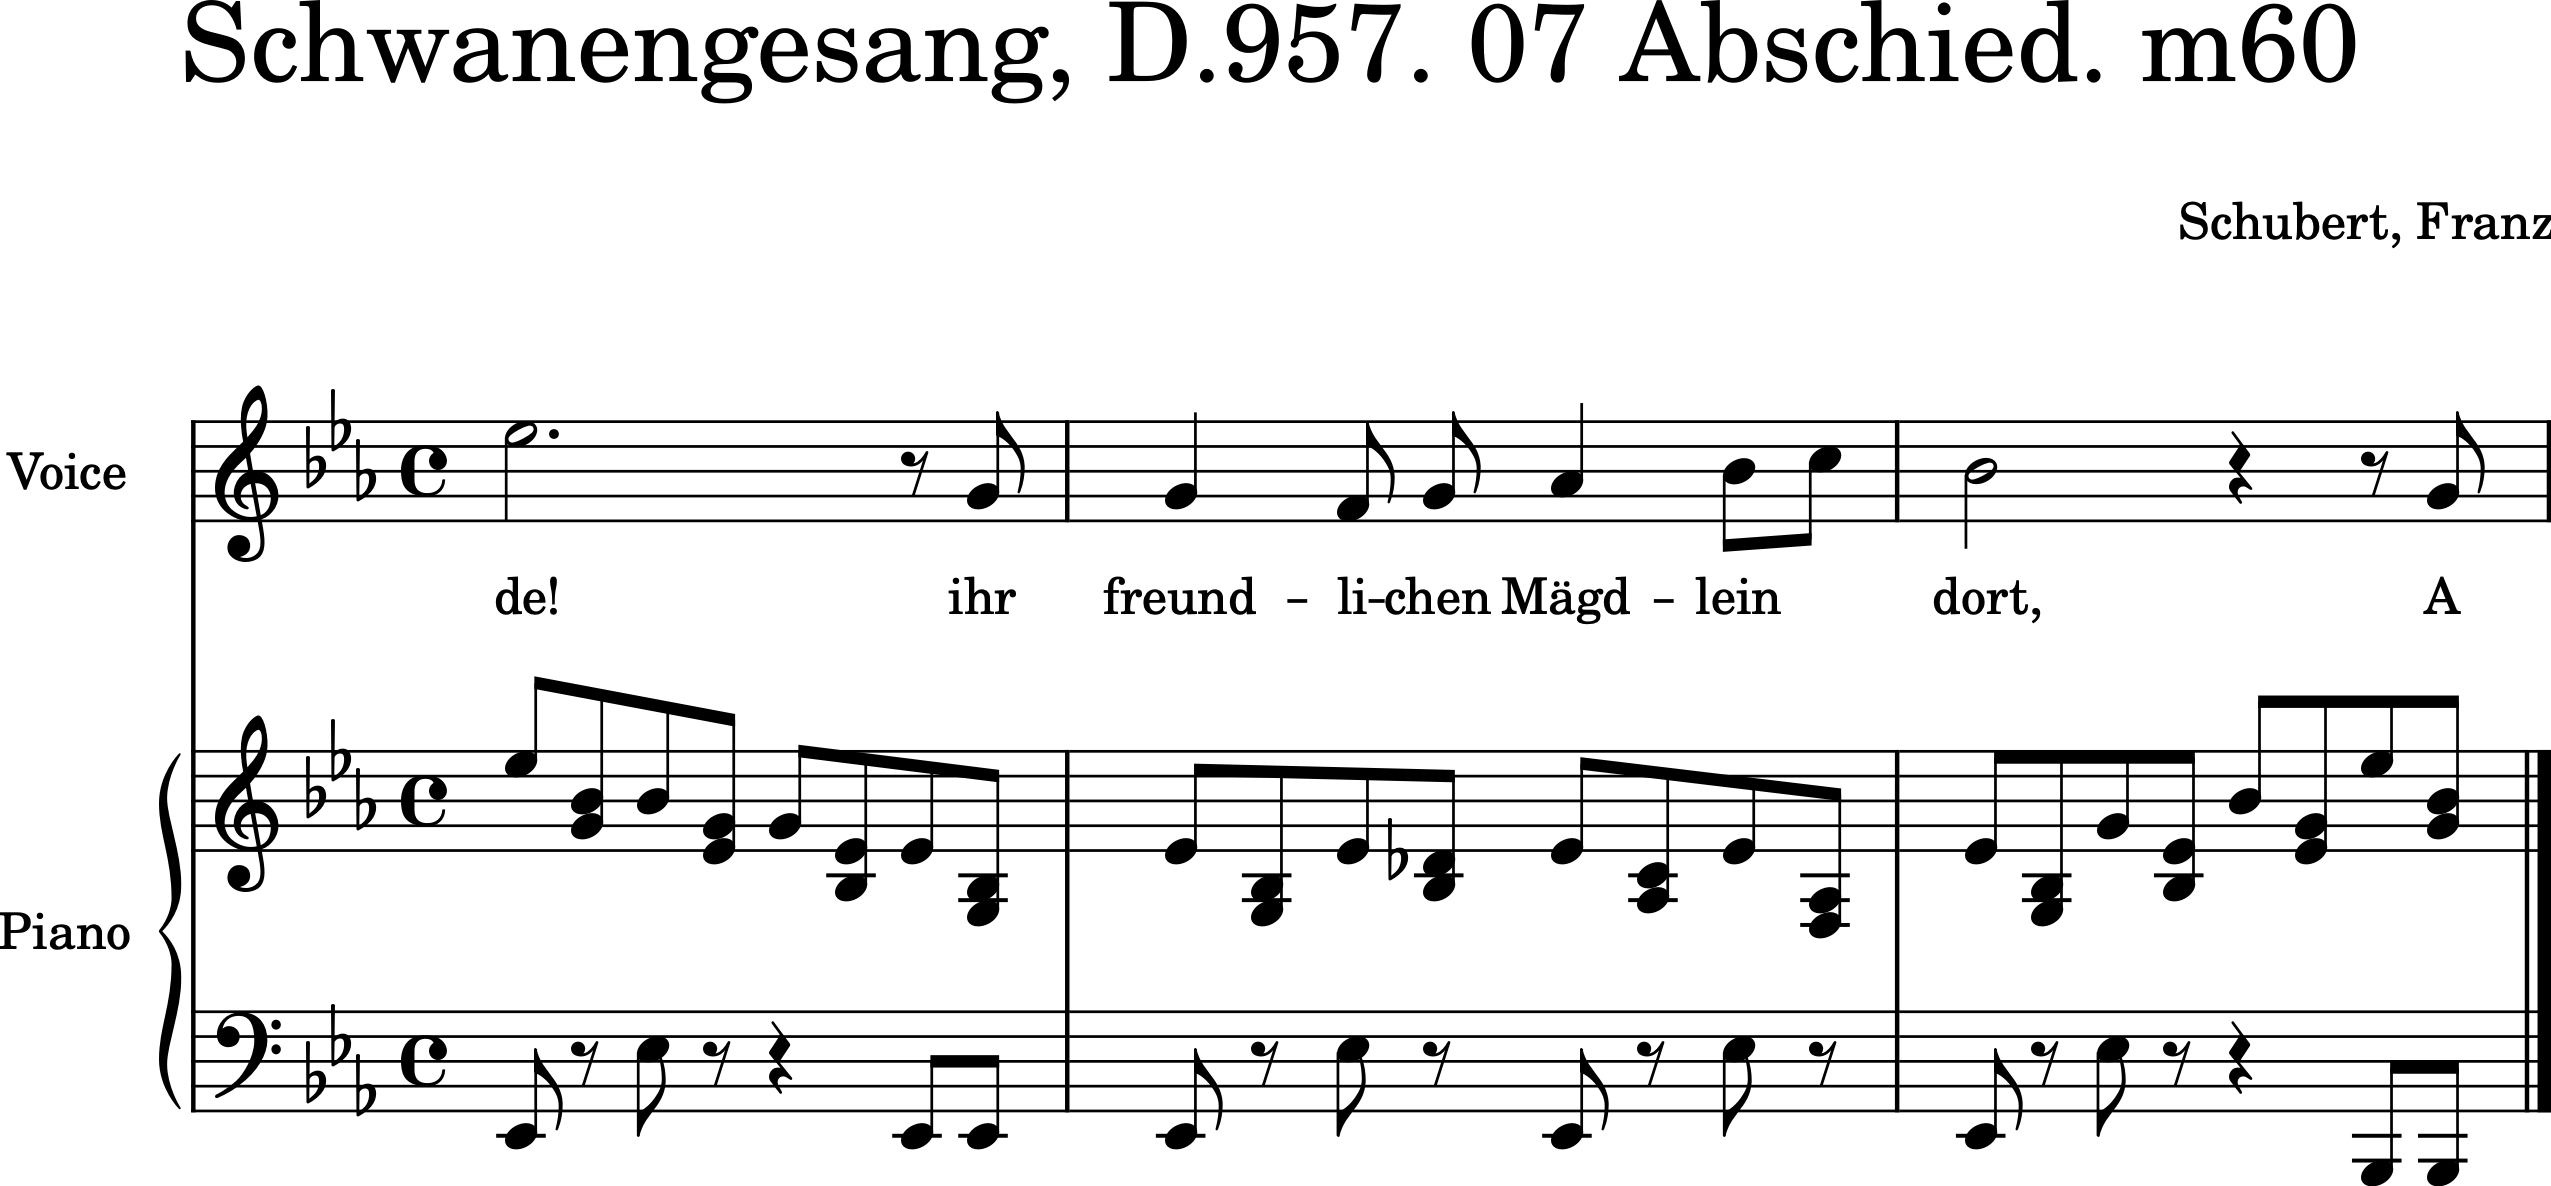 Schwanengesang, D.957. 07 Abschied. m60
Schubert, Franz
Voice
de! ihr freund - li-chen Mägd - lein dort, A
Piano